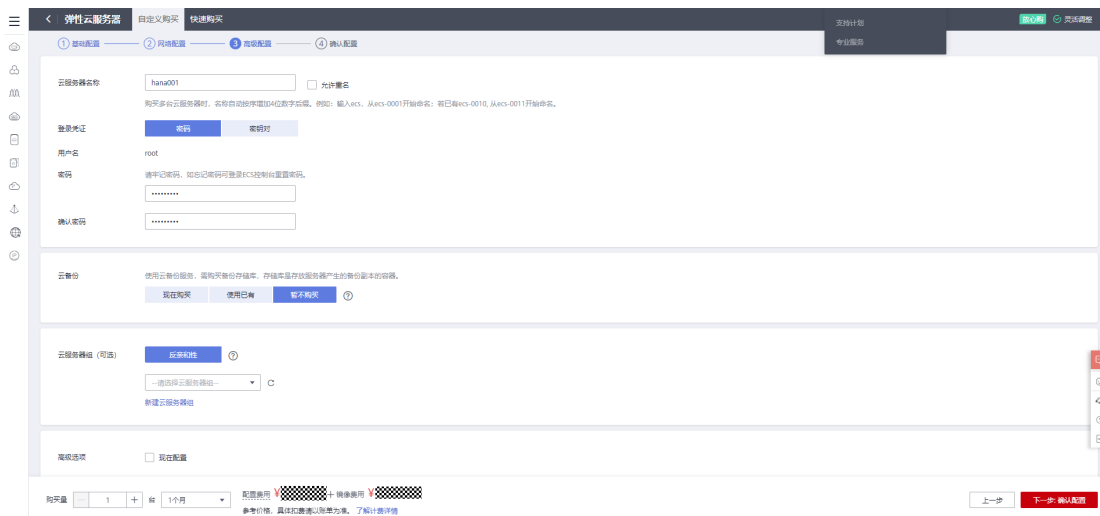 弹性云服务器 自定义购买 快速购买
支持计划
专业服务
放心购 灵活调整
1 基础配置 2 网络配置 3 高级配置 4 确认配置
云服务器名称 hana001 允许重名
购买多台云服务器时，名称自动按序增加4位数字后缀。例如：输入ecs，从ecs-0001开始命名；若已有ecs-0010, 从ecs-0011开始命名。
登录凭证 密码 密钥对
用户名 root
密码 请牢记密码，如忘记密码可登录ECS控制台重置密码。
•••••••••
确认密码 •••••••••
云备份 使用云备份服务，需购买备份存储库，存储库是存放服务器产生的备份副本的容器。
现在购买 使用已有 暂不购买 ?
云服务器组（可选） 反亲和性 ?
--请选择云服务器组--
新建云服务器组
高级选项 现在配置
购买量 − 1 + 台 1个月 配置费用 ¥ + 镜像费用 ¥
参考价格，具体扣费请以账单为准。 了解计费详情
上一步 下一步: 确认配置